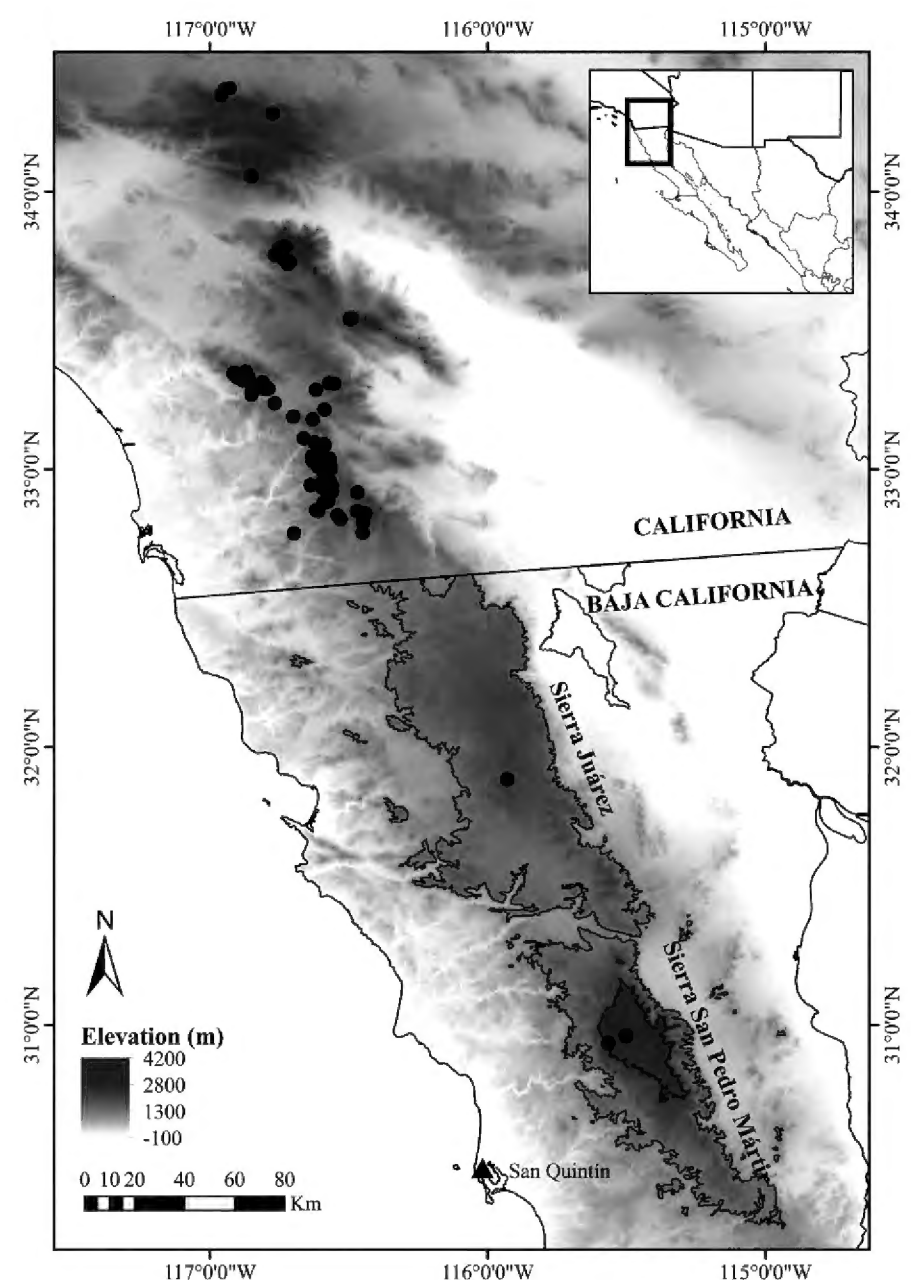 117°0'0"W
116°0'0"W
115°0'0"W
34°0'0"N
34°0'0"N
33°0'0"N
33°0'0"N
CALIFORNIA
BAJA CALIFORNIA
Sierra Juárez
32°0'0"N
32°0'0"N
N
Sierra San Pedro Mártir
31°0'0"N
31°0'0"N
Elevation (m)
4200
2800
1300
-100
0 10 20 40 60 80
Km
San Quintín
117°0'0"W
116°0'0"W
115°0'0"W